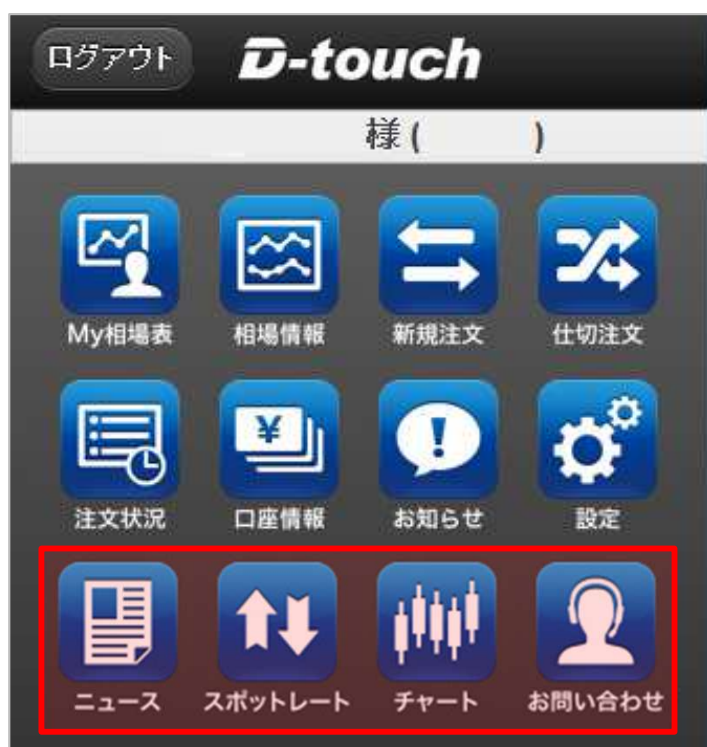 ログアウト D-touch
様 ( )
My相場表 相場情報 新規注文 仕切注文
注文状況 口座情報 お知らせ 設定
ニュース スポットレート チャート お問い合わせ